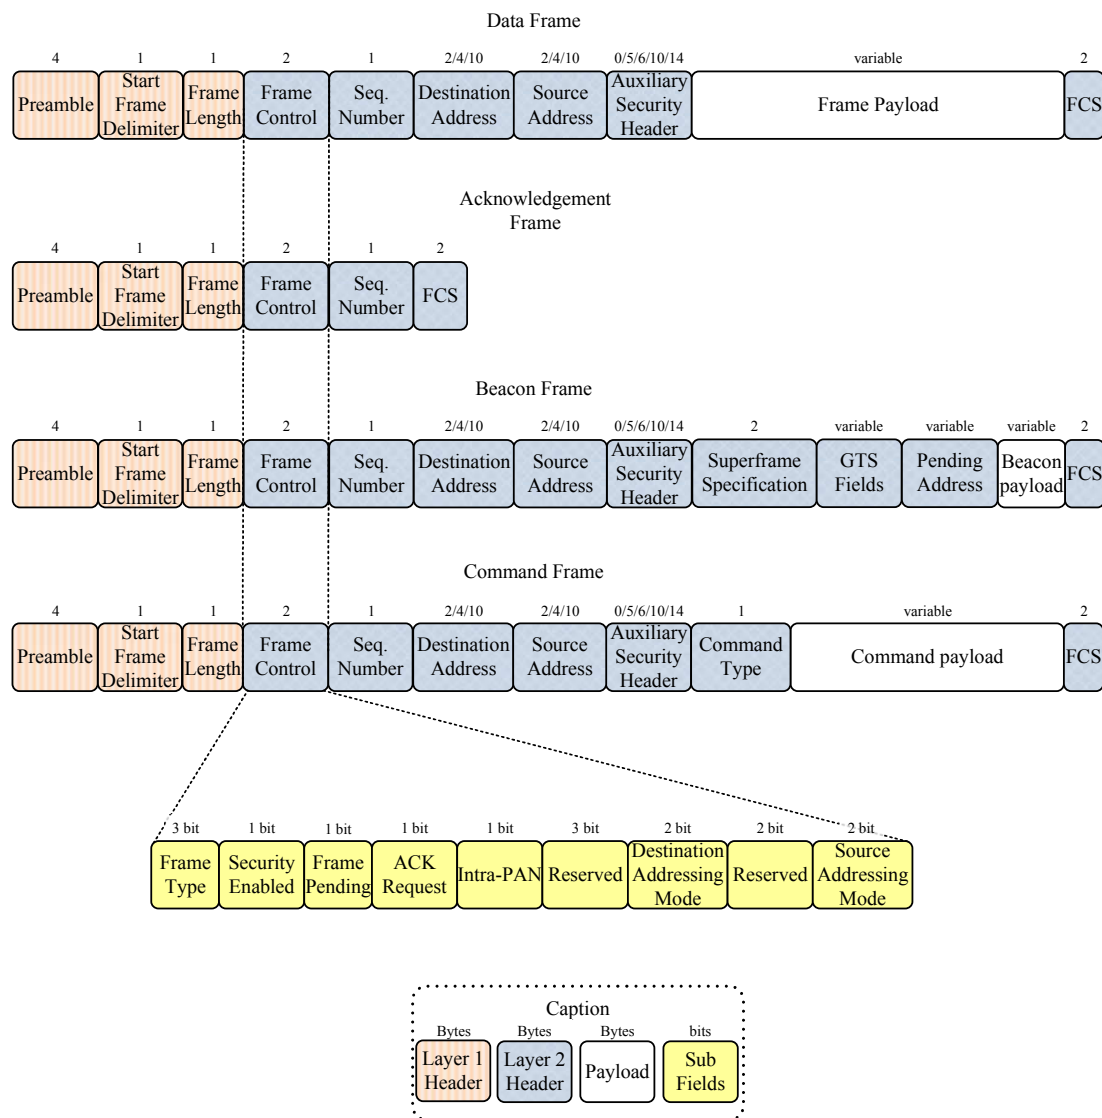 Data Frame
4 1 1 2 1 2/4/10 2/4/10 0/5/6/10/14 variable 2
Preamble
Start
Frame
Delimiter
Frame
Length
Frame
Control
Seq.
Number
Destination
Address
Source
Address
Auxiliary
Security
Header
Frame Payload
FCS
Acknowledgement
Frame
4 1 1 2 1 2
Preamble
Start
Frame
Delimiter
Frame
Length
Frame
Control
Seq.
Number
FCS
Beacon Frame
4 1 1 2 1 2/4/10 2/4/10 0/5/6/10/14 2 variable variable variable 2
Preamble
Start
Frame
Delimiter
Frame
Length
Frame
Control
Seq.
Number
Destination
Address
Source
Address
Auxiliary
Security
Header
Superframe
Specification
GTS
Fields
Pending
Address
Beacon
payload
FCS
Command Frame
4 1 1 2 1 2/4/10 2/4/10 0/5/6/10/14 1 variable 2
Preamble
Start
Frame
Delimiter
Frame
Length
Frame
Control
Seq.
Number
Destination
Address
Source
Address
Auxiliary
Security
Header
Command
Type
Command payload
FCS
3 bit 1 bit 1 bit 1 bit 1 bit 3 bit 2 bit 2 bit 2 bit
Frame
Type
Security
Enabled
Frame
Pending
ACK
Request
Intra-PAN
Reserved
Destination
Addressing
Mode
Reserved
Source
Addressing
Mode
Caption
Bytes Bytes Bytes bits
Layer 1
Header
Layer 2
Header
Payload
Sub
Fields